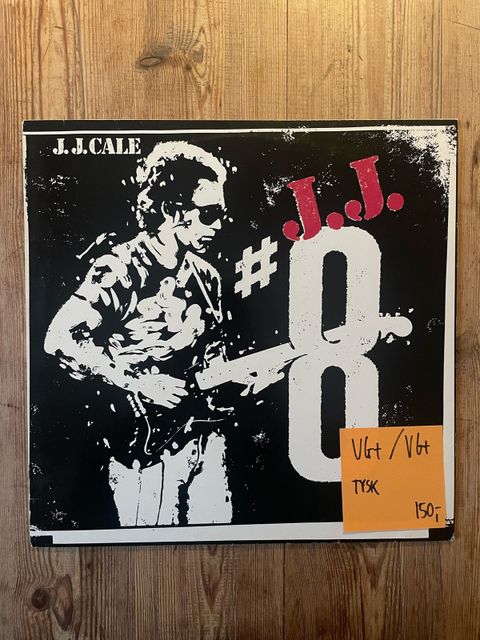 J.J.CALE
J.J.
#8
VG+/VG+
TYSK
150,-